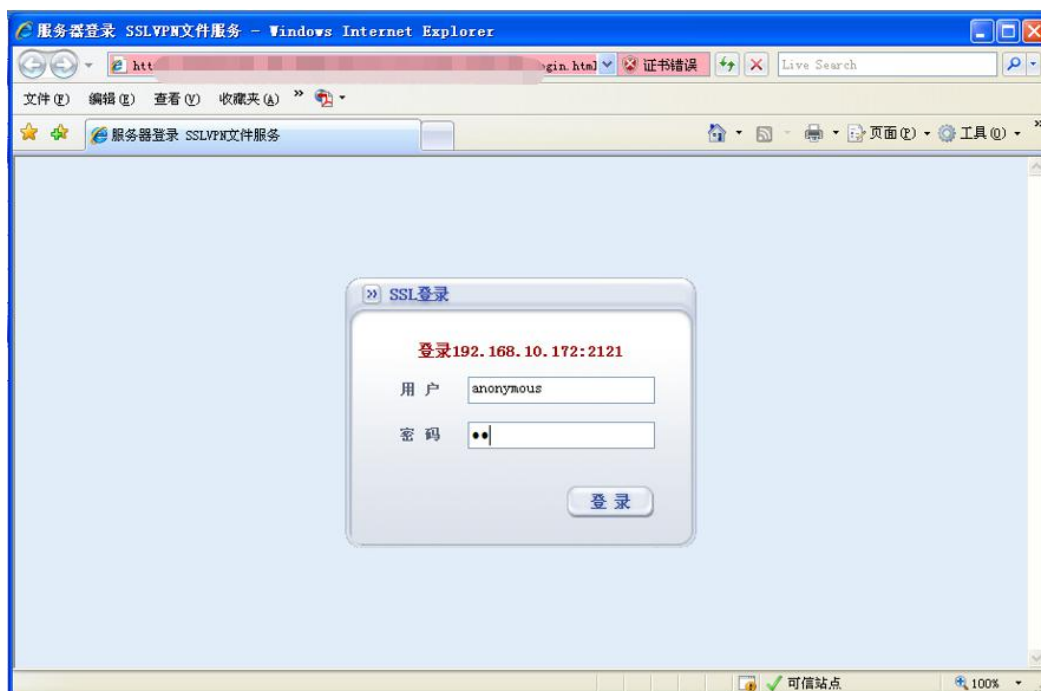 服务器登录 SSLVPN文件服务 - Windows Internet Explorer
htt gin.html 证书错误 Live Search
文件(F) 编辑(E) 查看(V) 收藏夹(A) »
服务器登录 SSLVPN文件服务 页面(P) 工具(O) »
SSL登录
登录192.168.10.172:2121
用 户 anonymous
密 码 ••
登 录
可信站点 100%